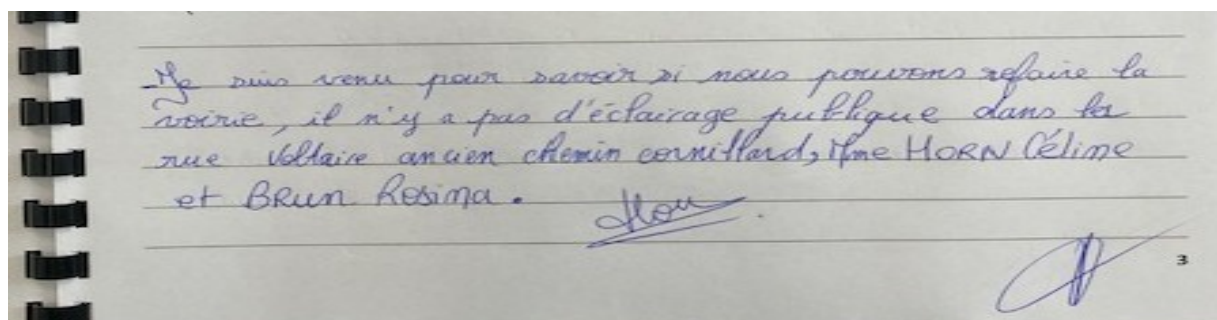 -Je suis venu pour savoir si nous pouvons refaire la
voirie, il n'y a pas d'éclairage publique dans la
rue Voltaire ancien chemin cornillard, Mme HORN Céline
et BRUN Rosina.
3